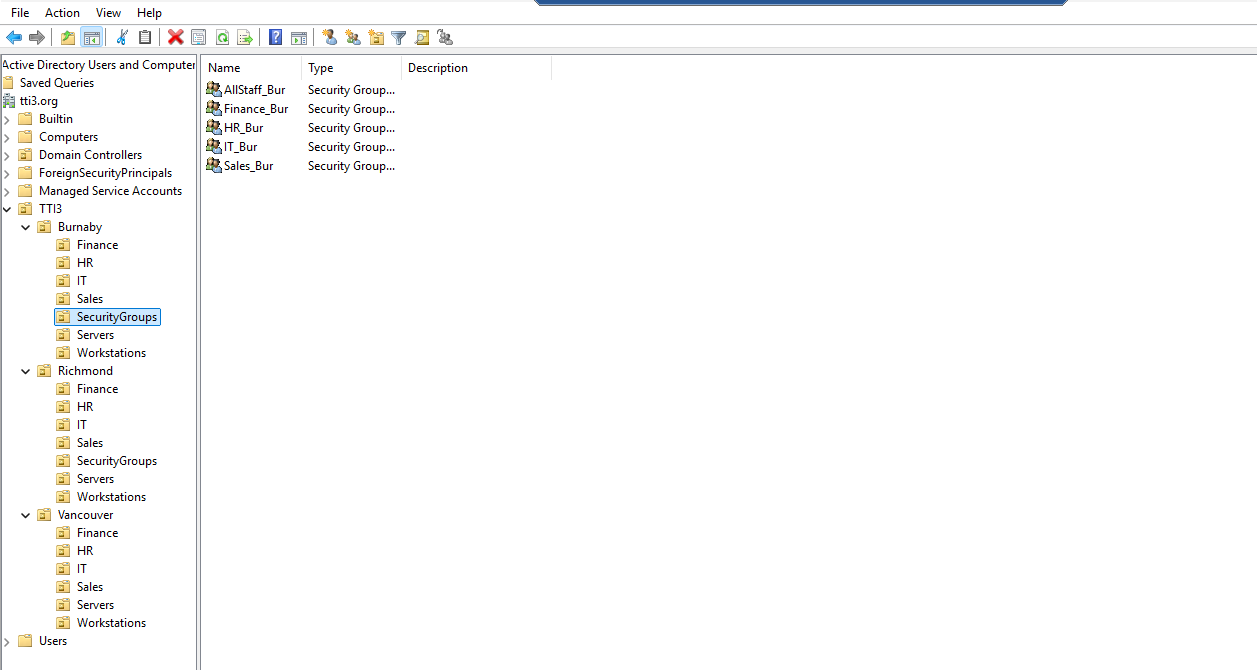 File Action View Help
Active Directory Users and Computer
Saved Queries
tti3.org
Builtin
Computers
Domain Controllers
ForeignSecurityPrincipals
Managed Service Accounts
TTI3
Burnaby
Finance
HR
IT
Sales
SecurityGroups
Servers
Workstations
Richmond
Finance
HR
IT
Sales
SecurityGroups
Servers
Workstations
Vancouver
Finance
HR
IT
Sales
Servers
Workstations
Users
Name Type Description
AllStaff_Bur Security Group...
Finance_Bur Security Group...
HR_Bur Security Group...
IT_Bur Security Group...
Sales_Bur Security Group...